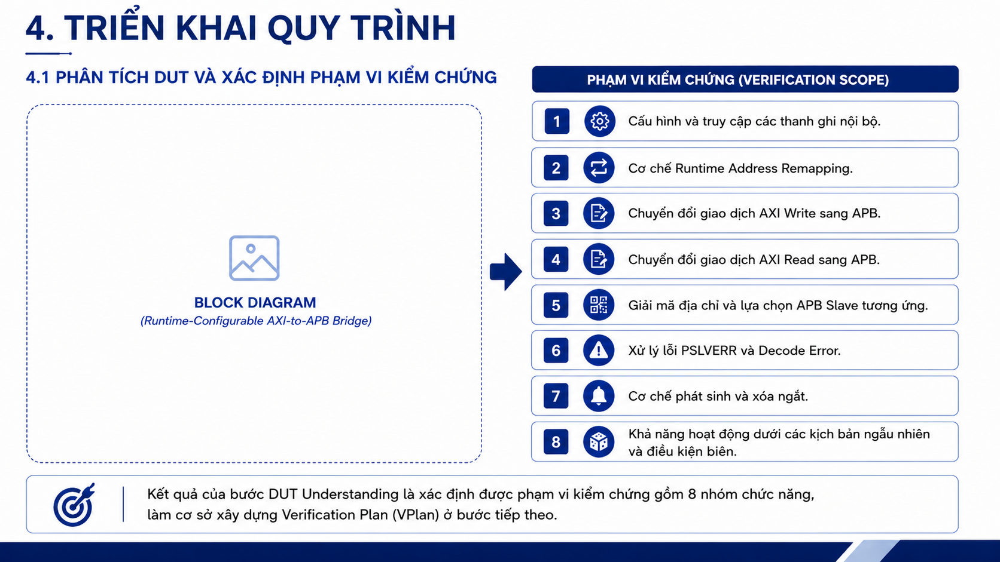 4. TRIỂN KHAI QUY TRÌNH
4.1 PHÂN TÍCH DUT VÀ XÁC ĐỊNH PHẠM VI KIỂM CHỨNG
BLOCK DIAGRAM
(Runtime-Configurable AXI-to-APB Bridge)
PHẠM VI KIỂM CHỨNG (VERIFICATION SCOPE)
1 Cấu hình và truy cập các thanh ghi nội bộ.
2 Cơ chế Runtime Address Remapping.
3 Chuyển đổi giao dịch AXI Write sang APB.
4 Chuyển đổi giao dịch AXI Read sang APB.
5 Giải mã địa chỉ và lựa chọn APB Slave tương ứng.
6 Xử lý lỗi PSLVERR và Decode Error.
7 Cơ chế phát sinh và xóa ngắt.
8 Khả năng hoạt động dưới các kịch bản ngẫu nhiên
và điều kiện biên.
Kết quả của bước DUT Understanding là xác định được phạm vi kiểm chứng gồm 8 nhóm chức năng,
làm cơ sở xây dựng Verification Plan (VPlan) ở bước tiếp theo.